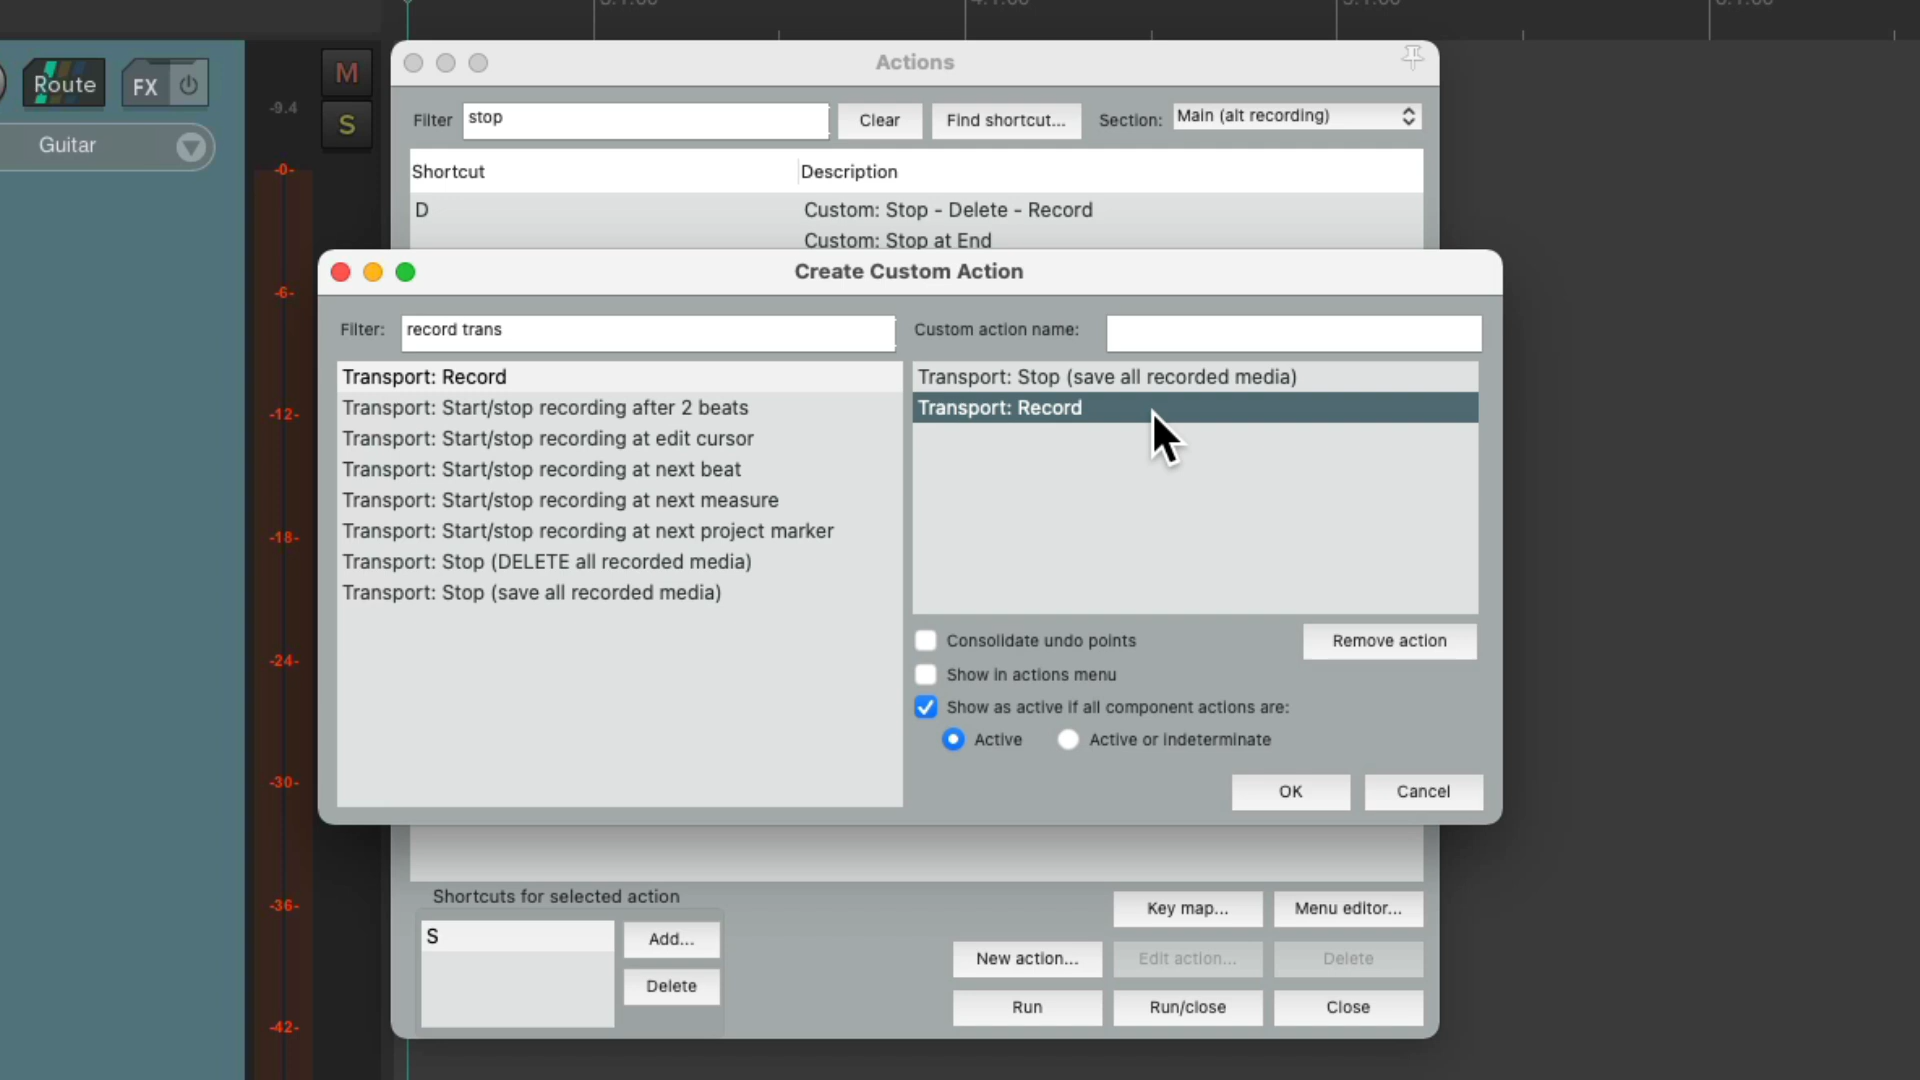 Route
FX
Guitar
-9.4
M
S
-0-
-6-
-12-
-18-
-24-
-30-
-36-
-42-
Actions
Filter stop Clear Find shortcut... Section: Main (alt recording)
Shortcut Description
D Custom: Stop - Delete - Record
Custom: Stop at End
Create Custom Action
Filter: record trans Custom action name:
Transport: Record
Transport: Start/stop recording after 2 beats
Transport: Start/stop recording at edit cursor
Transport: Start/stop recording at next beat
Transport: Start/stop recording at next measure
Transport: Start/stop recording at next project marker
Transport: Stop (DELETE all recorded media)
Transport: Stop (save all recorded media)
Transport: Stop (save all recorded media)
Transport: Record
Consolidate undo points Remove action
Show in actions menu
Show as active if all component actions are:
Active Active or indeterminate
OK Cancel
Shortcuts for selected action
S
Add...
Delete
Key map... Menu editor...
New action... Edit action... Delete
Run Run/close Close